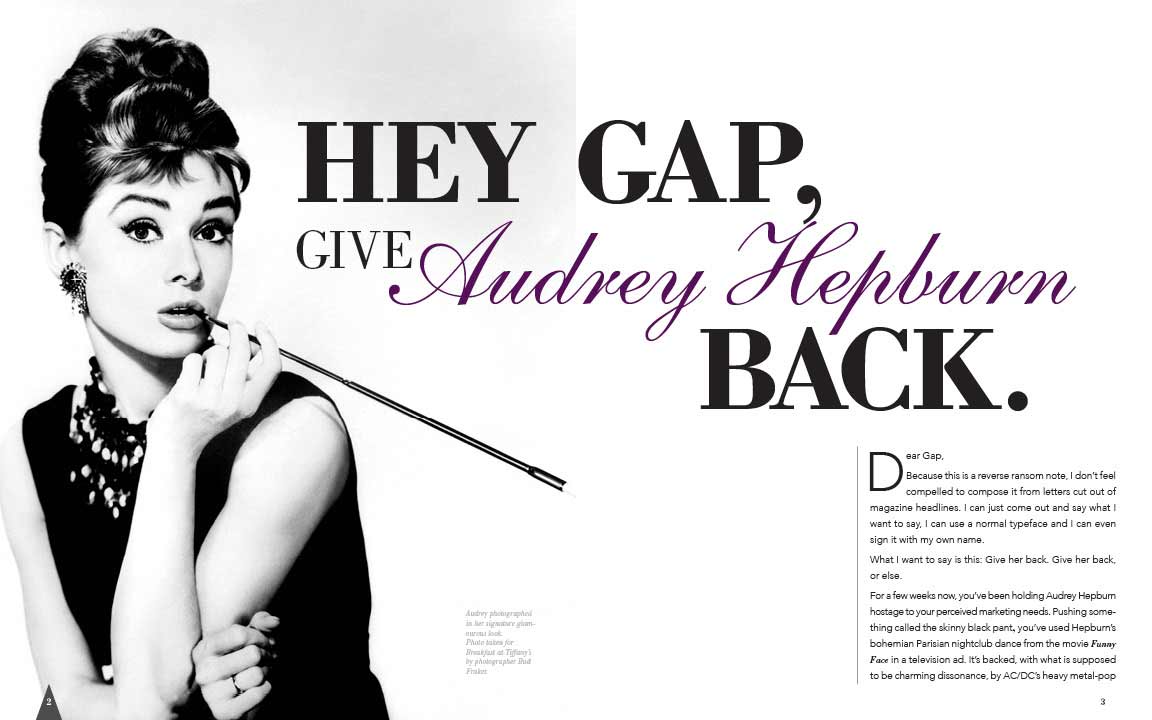 HEY GAP,
GIVE Audrey Hepburn
BACK.
Dear Gap,
Because this is a reverse ransom note, I don't feel
compelled to compose it from letters cut out of
magazine headlines. I can just come out and say what I
want to say, I can use a normal typeface and I can even
sign it with my own name.
What I want to say is this: Give her back. Give her back,
or else.
For a few weeks now, you've been holding Audrey Hepburn
hostage to your perceived marketing needs. Pushing some-
thing called the skinny black pant, you've used Hepburn's
bohemian Parisian nightclub dance from the movie Funny
Face in a television ad. It's backed, with what is supposed
to be charming dissonance, by AC/DC's heavy metal-pop
Audrey photographed
in her signature glam-
ourous look.
Photo taken for
Breakfast at Tiffany's
by photographer Bud
Fraker.
2
3